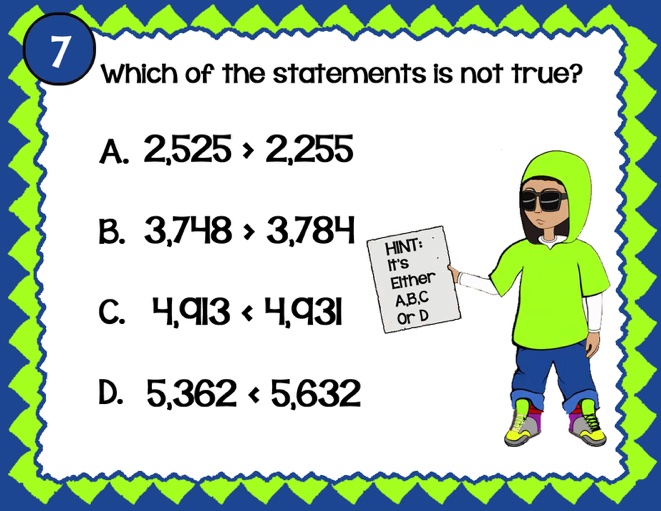 7
Which of the statements is not true?
A. 2,525 > 2,255
B. 3,748 > 3,784
C. 4,913 < 4,931
D. 5,362 < 5,632
HINT:
It's
Either
A,B,C
Or D